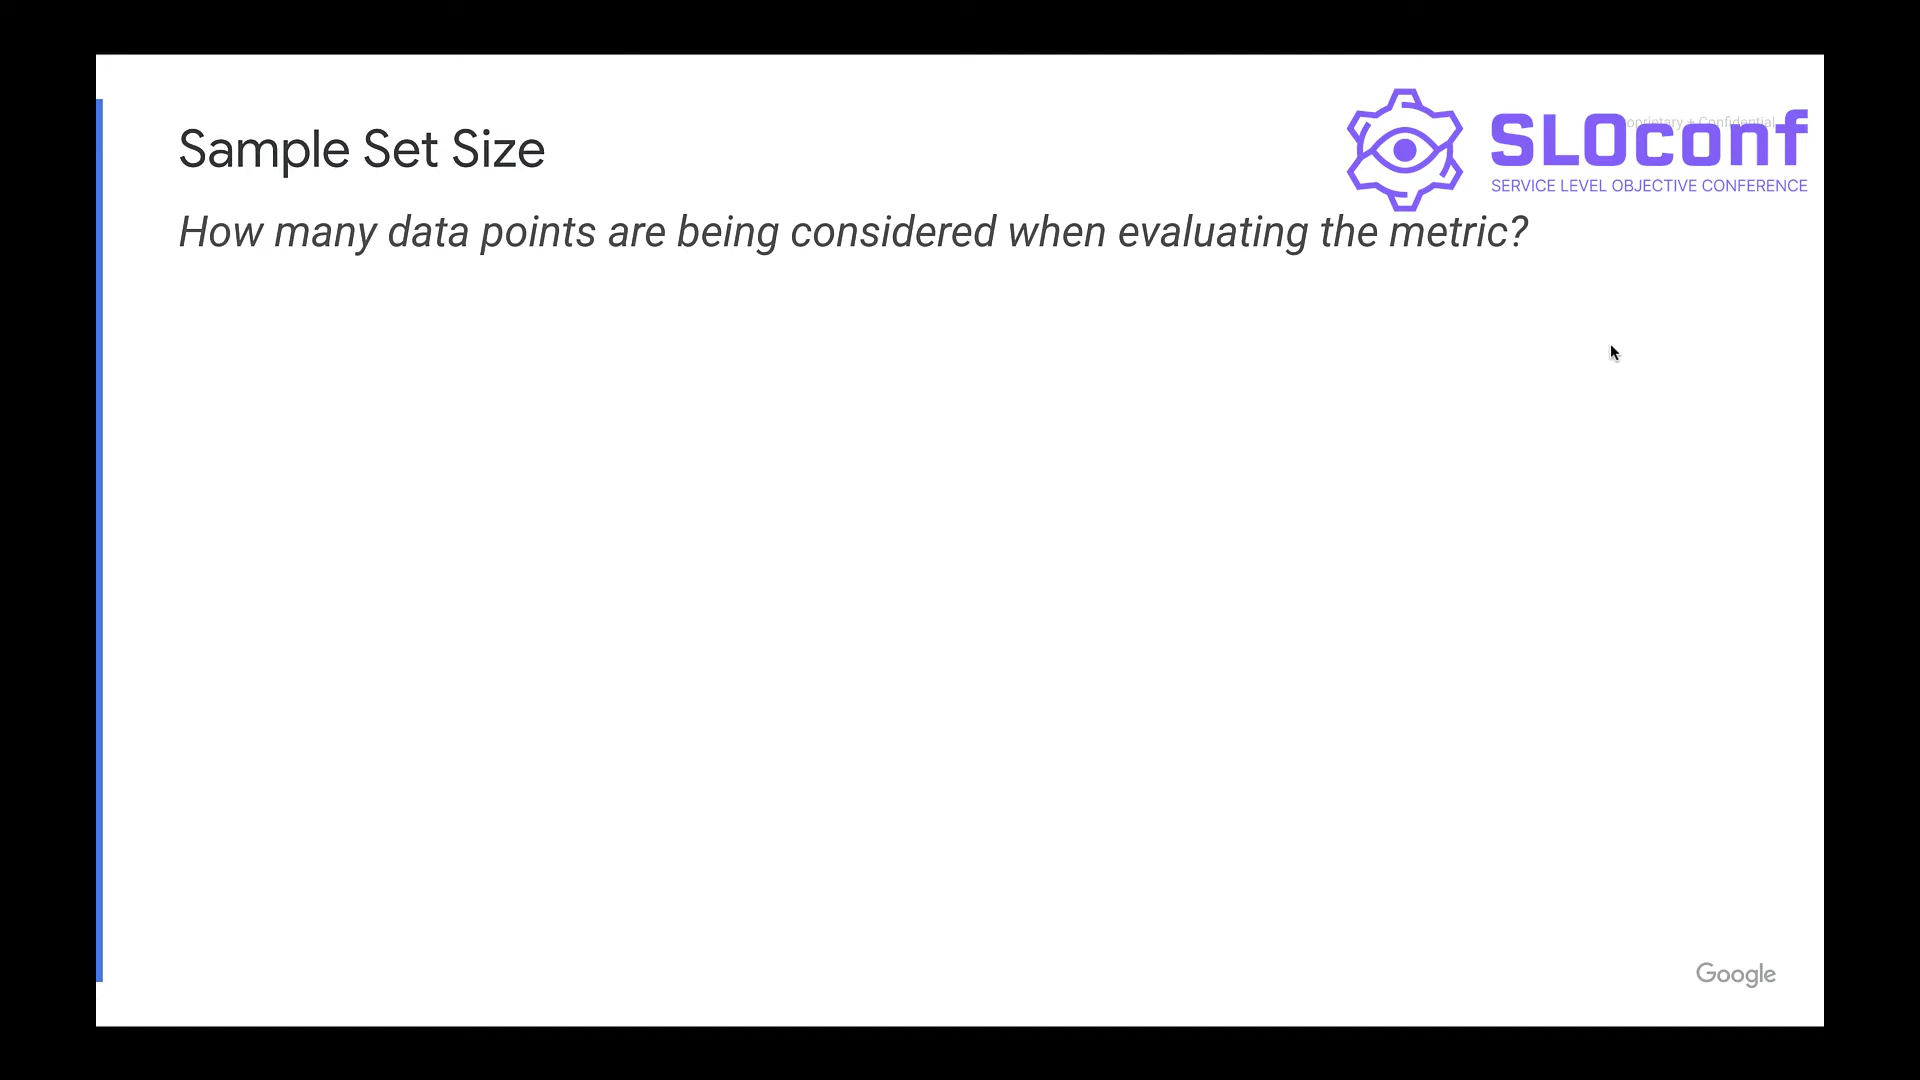 Sample Set Size
SLOconf
Confidential
SERVICE LEVEL OBJECTIVE CONFERENCE
How many data points are being considered when evaluating the metric?
Google